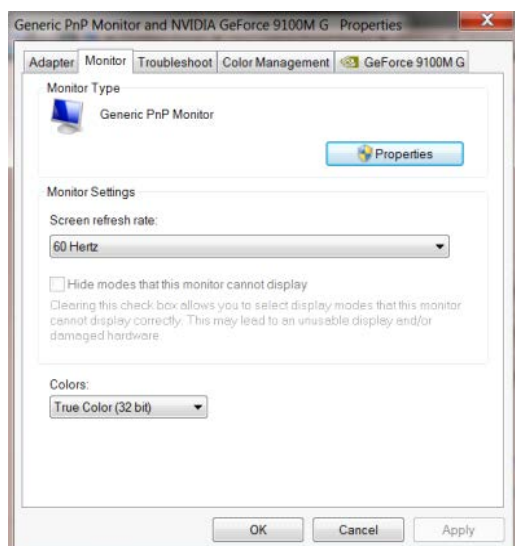 Generic PnP Monitor and NVIDIA GeForce 9100M G Properties
X
Adapter Monitor Troubleshoot Color Management GeForce 9100M G
Monitor Type
Generic PnP Monitor
Properties
Monitor Settings
Screen refresh rate:
60 Hertz
Hide modes that this monitor cannot display
Clearing this check box allows you to select display modes that this monitor
cannot display correctly. This may lead to an unusable display and/or
damaged hardware.
Colors:
True Color (32 bit)
OK Cancel Apply